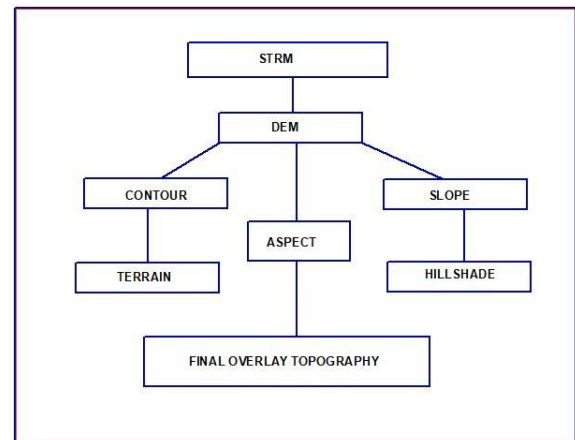 STRM
DEM
CONTOUR
SLOPE
ASPECT
TERRAIN
HILLSHADE
FINAL OVERLAY TOPOGRAPHY